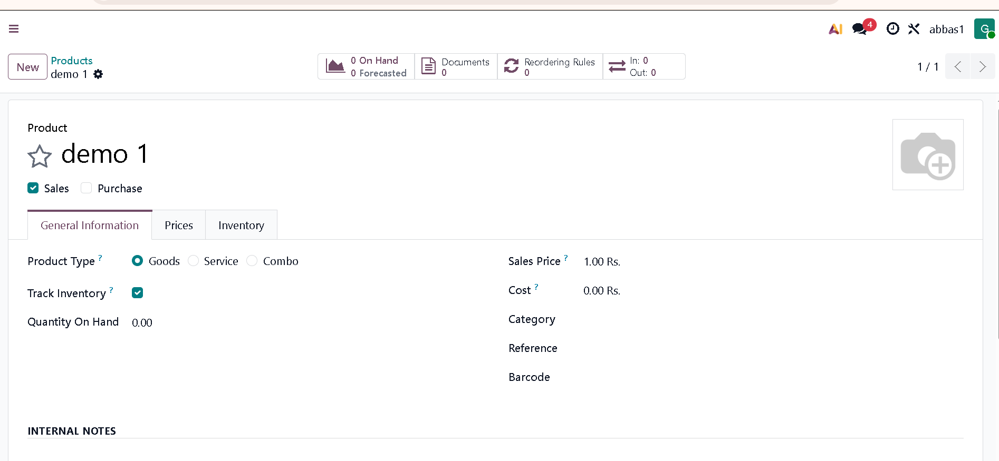 AI
4
abbas1
G
New
Products
demo 1
0 On Hand
0 Forecasted
Documents
0
Reordering Rules
0
In: 0
Out: 0
1 / 1
Product
demo 1
Sales
Purchase
General Information
Prices
Inventory
Product Type ?
Goods
Service
Combo
Sales Price ?
1.00 Rs.
Track Inventory ?
Cost ?
0.00 Rs.
Quantity On Hand
0.00
Category
Reference
Barcode
INTERNAL NOTES